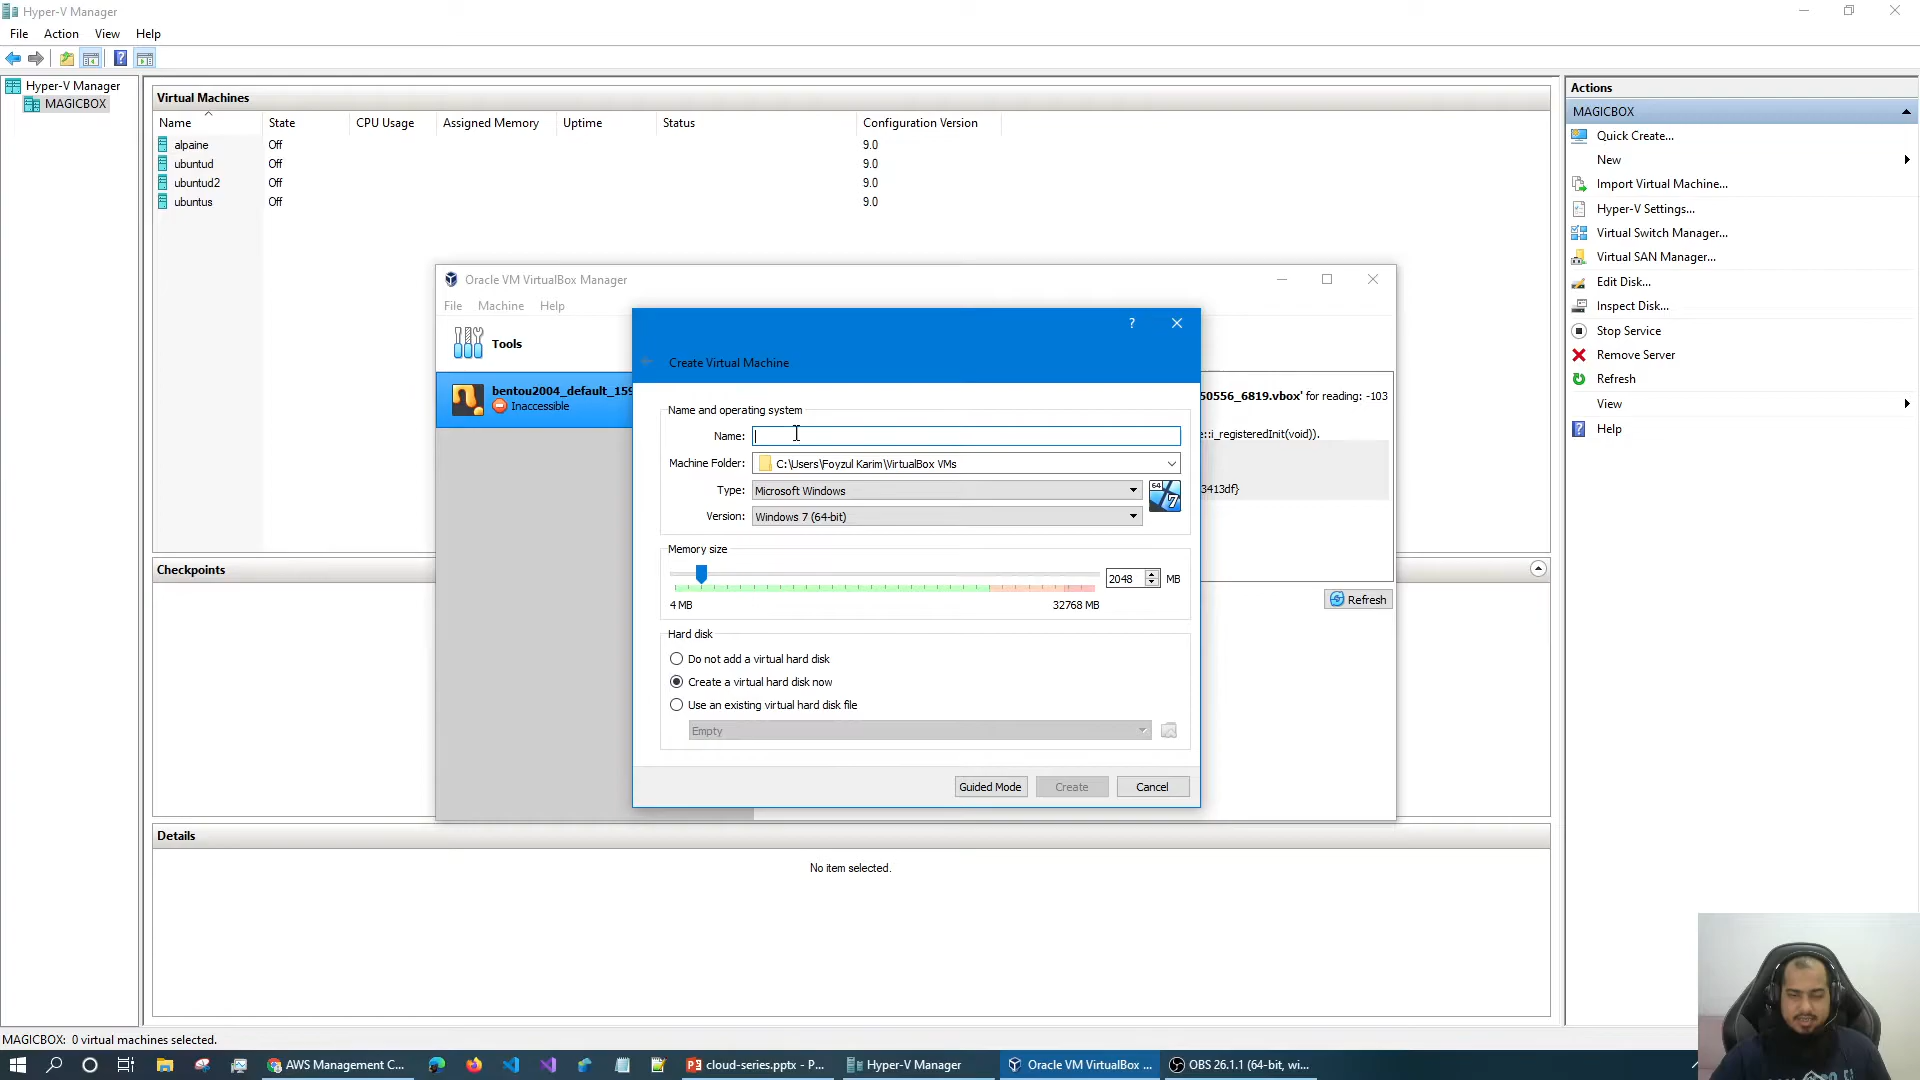 Hyper-V Manager
File Action View Help
Hyper-V Manager
MAGICBOX
Virtual Machines
Name State CPU Usage Assigned Memory Uptime Status Configuration Version
alpaine Off 9.0
ubuntud Off 9.0
ubuntud2 Off 9.0
ubuntus Off 9.0
Checkpoints
Details
No item selected.
Actions
MAGICBOX
Quick Create...
New
Import Virtual Machine...
Hyper-V Settings...
Virtual Switch Manager...
Virtual SAN Manager...
Edit Disk...
Inspect Disk...
Stop Service
Remove Server
Refresh
View
Help
Oracle VM VirtualBox Manager
File Machine Help
Tools
bentou2004_default_159
Inaccessible
50556_6819.vbox' for reading: -103
::i_registeredInit(void)).
3413df}
Refresh
?
Create Virtual Machine
Name and operating system
Name:
Machine Folder: C:\Users\Foyzul Karim\VirtualBox VMs
Type: Microsoft Windows
64
7
Version: Windows 7 (64-bit)
Memory size
2048 MB
4 MB 32768 MB
Hard disk
Do not add a virtual hard disk
Create a virtual hard disk now
Use an existing virtual hard disk file
Empty
Guided Mode Create Cancel
MAGICBOX: 0 virtual machines selected.
AWS Management C... cloud-series.pptx - P... Hyper-V Manager Oracle VM VirtualBox ... OBS 26.1.1 (64-bit, wi...